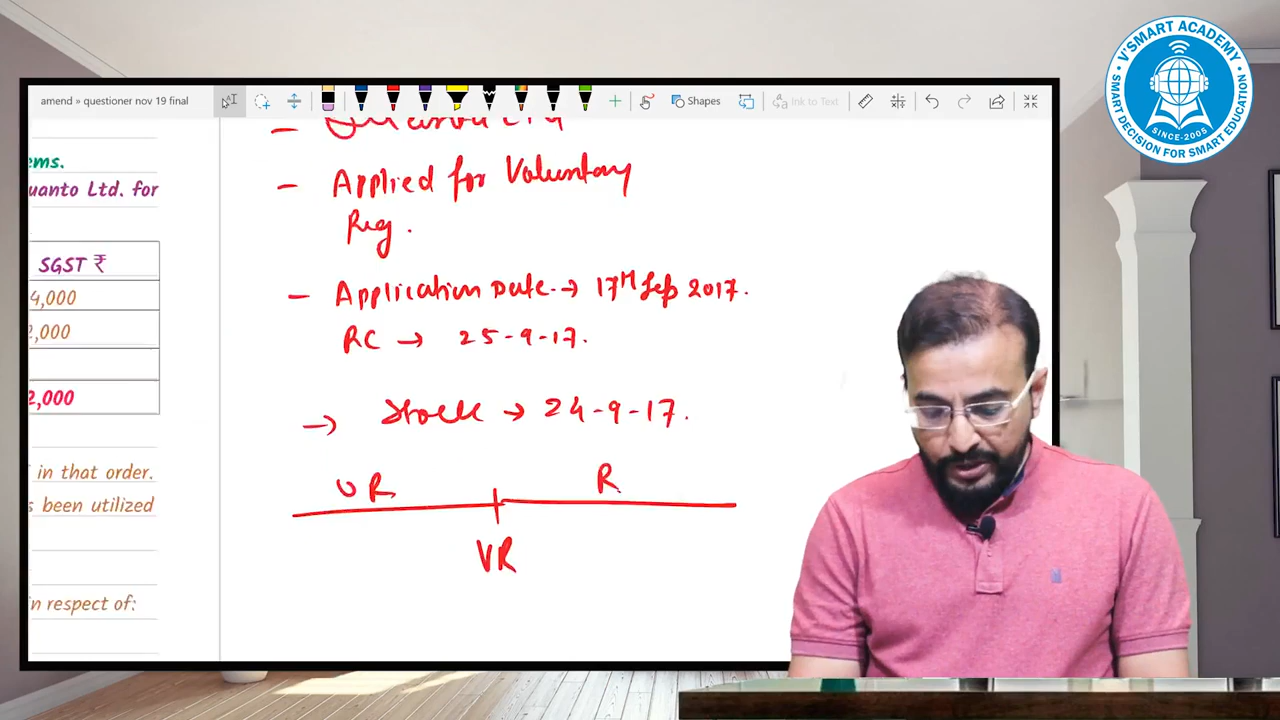 amend » questioner nov 19 final
Shapes
Ink to Text
ems.
uanto Ltd. for
SGST ₹
4,000
2,000
2,000
in that order.
s been utilized
n respect of:
Ltd
– Applied for Voluntary
Reg.
– Application Date → 17th Sep 2017.
RC → 25-9-17.
→ Stock → 24-9-17.
UR
R
VR
V'SMART ACADEMY
SMART DECISION FOR SMART EDUCATION
SINCE-2005